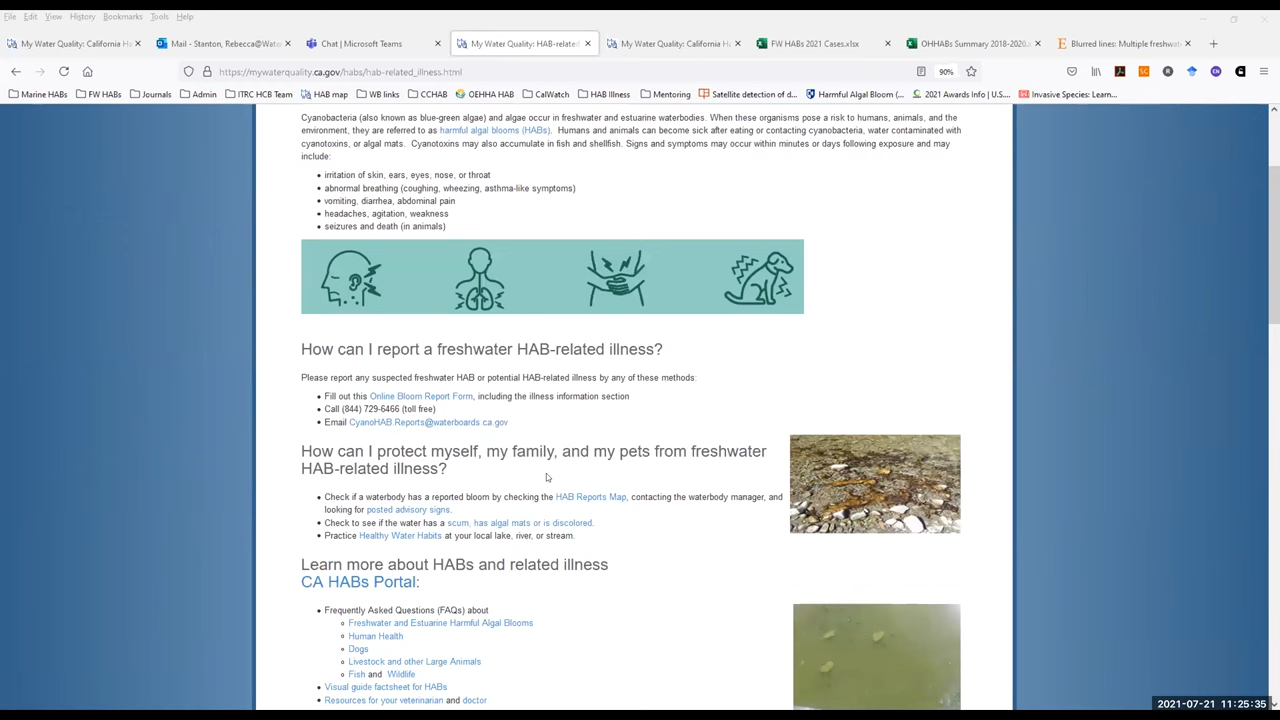 File Edit View History Bookmarks Tools Help
My Water Quality: California H
Mail - Stanton, Rebecca@Wate
Chat | Microsoft Teams
My Water Quality: HAB-related
My Water Quality: California H
FW HABs 2021 Cases.xlsx
OHHABs Summary 2018-2020.x
Blurred lines: Multiple freshwat
https://mywaterquality.ca.gov/habs/hab-related_illness.html
90%
Marine HABs FW HABs Journals Admin ITRC HCB Team HAB map WB links CCHAB OEHHA HAB CalWatch HAB Illness Mentoring Satellite detection of d... Harmful Algal Bloom (... 2021 Awards Info | U.S... Invasive Species: Learn...
Cyanobacteria (also known as blue-green algae) and algae occur in freshwater and estuarine waterbodies. When these organisms pose a risk to humans, animals, and the
environment, they are referred to as harmful algal blooms (HABs). Humans and animals can become sick after eating or contacting cyanobacteria, water contaminated with
cyanotoxins, or algal mats. Cyanotoxins may also accumulate in fish and shellfish. Signs and symptoms may occur within minutes or days following exposure and may
include:
• irritation of skin, ears, eyes, nose, or throat
• abnormal breathing (coughing, wheezing, asthma-like symptoms)
• vomiting, diarrhea, abdominal pain
• headaches, agitation, weakness
• seizures and death (in animals)
How can I report a freshwater HAB-related illness?
Please report any suspected freshwater HAB or potential HAB-related illness by any of these methods:
• Fill out this Online Bloom Report Form, including the illness information section
• Call (844) 729-6466 (toll free)
• Email CyanoHAB.Reports@waterboards.ca.gov
How can I protect myself, my family, and my pets from freshwater
HAB-related illness?
• Check if a waterbody has a reported bloom by checking the HAB Reports Map, contacting the waterbody manager, and
looking for posted advisory signs.
• Check to see if the water has a scum, has algal mats or is discolored.
• Practice Healthy Water Habits at your local lake, river, or stream.
Learn more about HABs and related illness
CA HABs Portal:
• Frequently Asked Questions (FAQs) about
Freshwater and Estuarine Harmful Algal Blooms
Human Health
Dogs
Livestock and other Large Animals
Fish and Wildlife
• Visual guide factsheet for HABs
• Resources for your veterinarian and doctor
2021-07-21 11:25:35